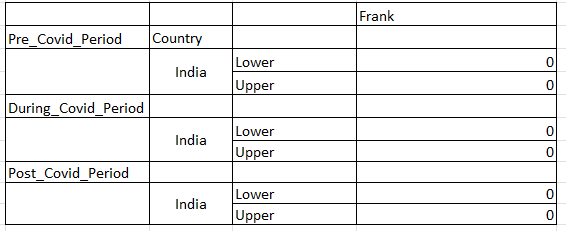 Frank
Pre_Covid_Period Country
India Lower 0
Upper 0
During_Covid_Period
India Lower 0
Upper 0
Post_Covid_Period
India Lower 0
Upper 0